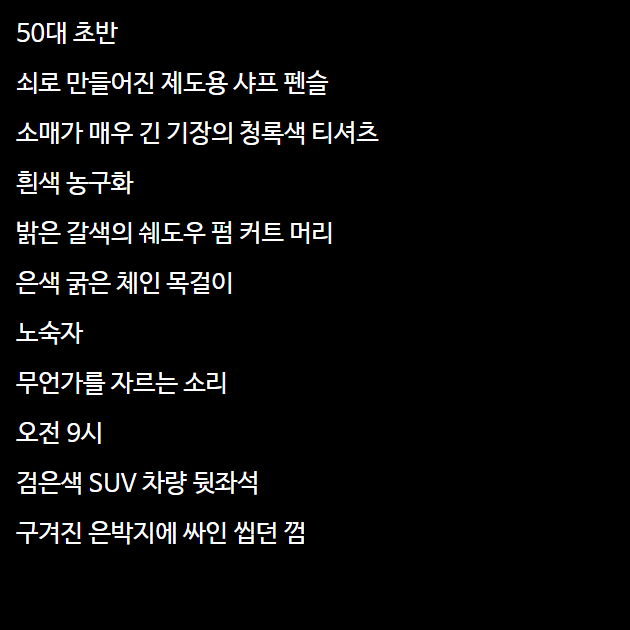 50대 초반
쇠로 만들어진 제도용 샤프 펜슬
소매가 매우 긴 기장의 청록색 티셔츠
흰색 농구화
밝은 갈색의 쉐도우 펌 커트 머리
은색 굵은 체인 목걸이
노숙자
무언가를 자르는 소리
오전 9시
검은색 SUV 차량 뒷좌석
구겨진 은박지에 싸인 씹던 껌